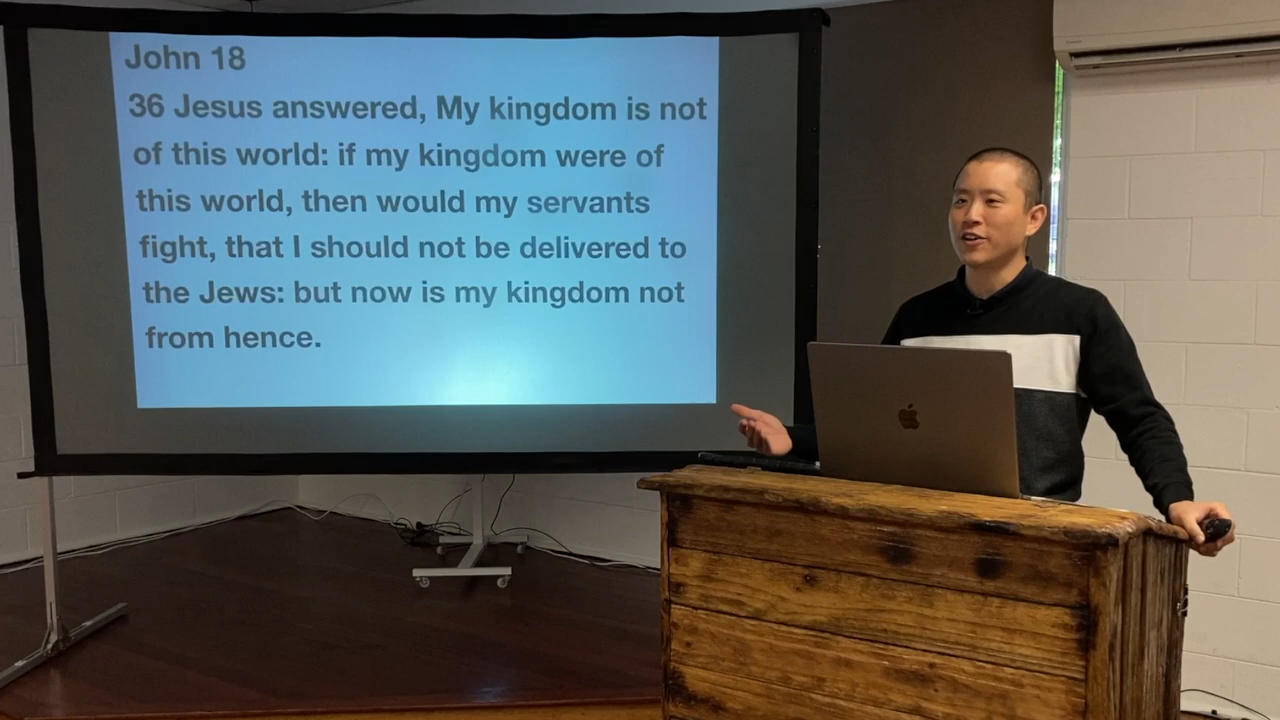 John 18
36 Jesus answered, My kingdom is not
of this world: if my kingdom were of
this world, then would my servants
fight, that I should not be delivered to
the Jews: but now is my kingdom not
from hence.